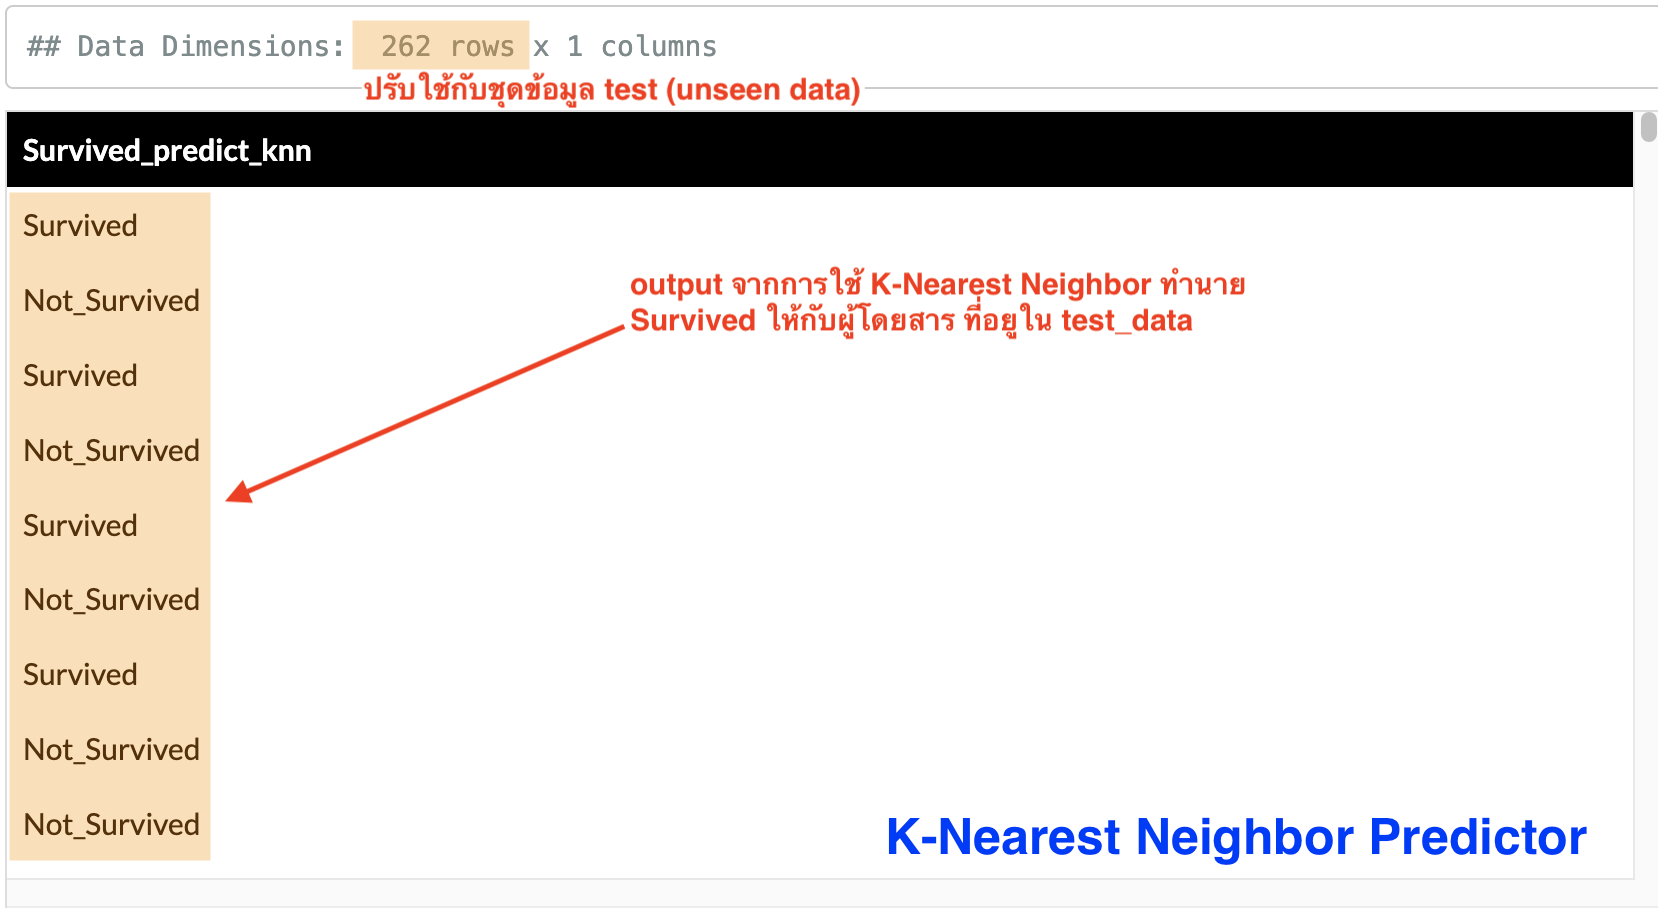 ## Data Dimensions:  262 rows x 1 columns
ปรับใช้กับชุดข้อมูล test (unseen data)
Survived_predict_knn
Survived
Not_Survived
output จากการใช้ K-Nearest Neighbor ทำนาย
Survived ให้กับผู้โดยสาร ที่อยูใน test_data
Survived
Not_Survived
Survived
Not_Survived
Survived
Not_Survived
Not_Survived
K-Nearest Neighbor Predictor